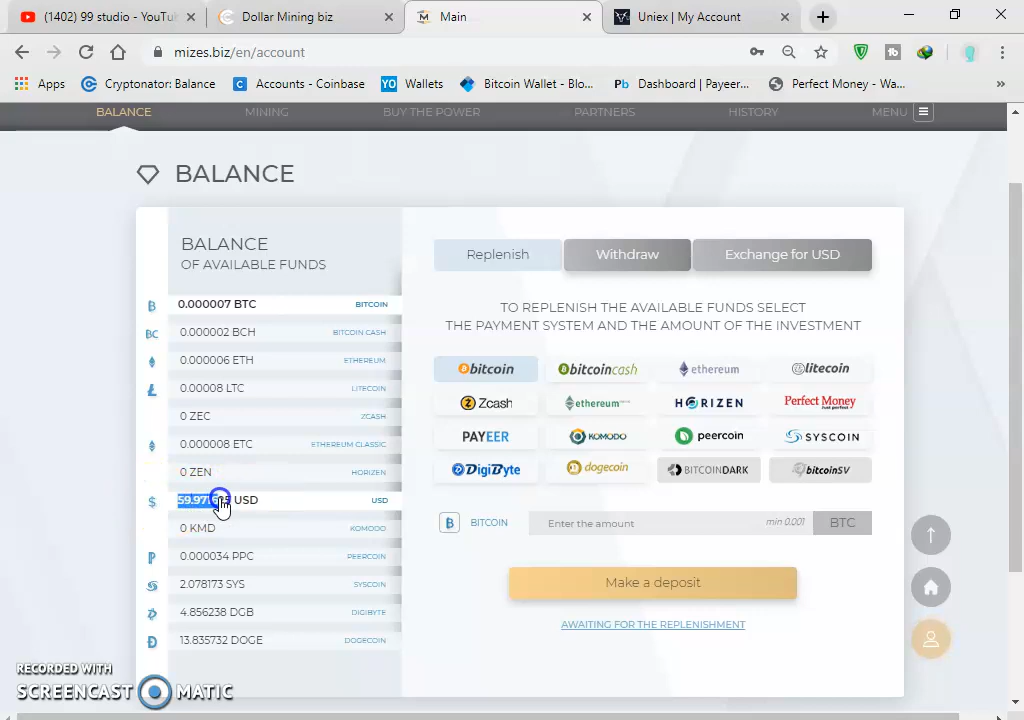 (1402) 99 studio - YouTu
Dollar Mining biz
Main
Uniex | My Account
mizes.biz/en/account
Apps
Cryptonator: Balance
Accounts - Coinbase
YO Wallets
Bitcoin Wallet - Blo...
Pb Dashboard | Payeer...
Perfect Money - Wa...
»
BALANCE
MINING
BUY THE POWER
PARTNERS
HISTORY
MENU
BALANCE
BALANCE
OF AVAILABLE FUNDS
0.000007 BTC BITCOIN
0.000002 BCH BITCOIN CASH
0.000006 ETH ETHEREUM
0.00008 LTC LITECOIN
0 ZEC ZCASH
0.000008 ETC ETHEREUM CLASSIC
0 ZEN HORIZEN
USD USD
0 KMD KOMODO
0.000034 PPC PEERCOIN
2.078173 SYS SYSCOIN
4.856238 DGB DIGIBYTE
13.835732 DOGE DOGECOIN
Replenish
Withdraw
Exchange for USD
TO REPLENISH THE AVAILABLE FUNDS SELECT
THE PAYMENT SYSTEM AND THE AMOUNT OF THE INVESTMENT
bitcoin
bitcoincash
ethereum
litecoin
Zcash
ethereum
HORIZEN
Perfect Money
Just perfect
PAYEER
KOMODO
peercoin
SYSCOIN
DigiByte
dogecoin
BITCOINDARK
bitcoinSV
BITCOIN
Enter the amount
min 0.001
BTC
Make a deposit
AWAITING FOR THE REPLENISHMENT
RECORDED WITH
SCREENCAST MATIC